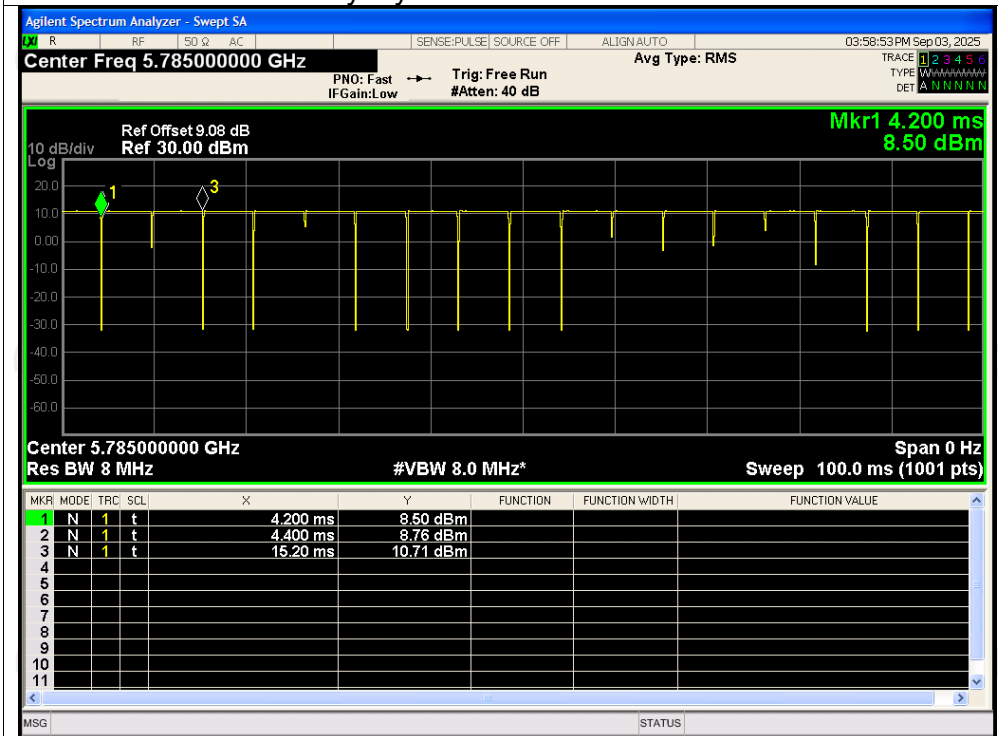 Agilent Spectrum Analyzer - Swept SA
LXI R RF 50 Ω AC SENSE:PULSE SOURCE OFF ALIGN AUTO 03:58:53 PM Sep 03, 2025
Center Freq 5.785000000 GHz
PNO: Fast
IFGain:Low
Trig: Free Run
#Atten: 40 dB
Avg Type: RMS
TRACE 1 2 3 4 5 6
TYPE W
DET A N N N N N
Mkr1 4.200 ms
8.50 dBm
Ref Offset 9.08 dB
10 dB/div Ref 30.00 dBm
Log
20.0
10.0
0.00
-10.0
-20.0
-30.0
-40.0
-50.0
-60.0
1
3
Center 5.785000000 GHz Span 0 Hz
Res BW 8 MHz #VBW 8.0 MHz* Sweep 100.0 ms (1001 pts)
MKR MODE TRC SCL X Y FUNCTION FUNCTION WIDTH FUNCTION VALUE
1 N 1 t 4.200 ms 8.50 dBm
2 N 1 t 4.400 ms 8.76 dBm
3 N 1 t 15.20 ms 10.71 dBm
4
5
6
7
8
9
10
11
MSG STATUS